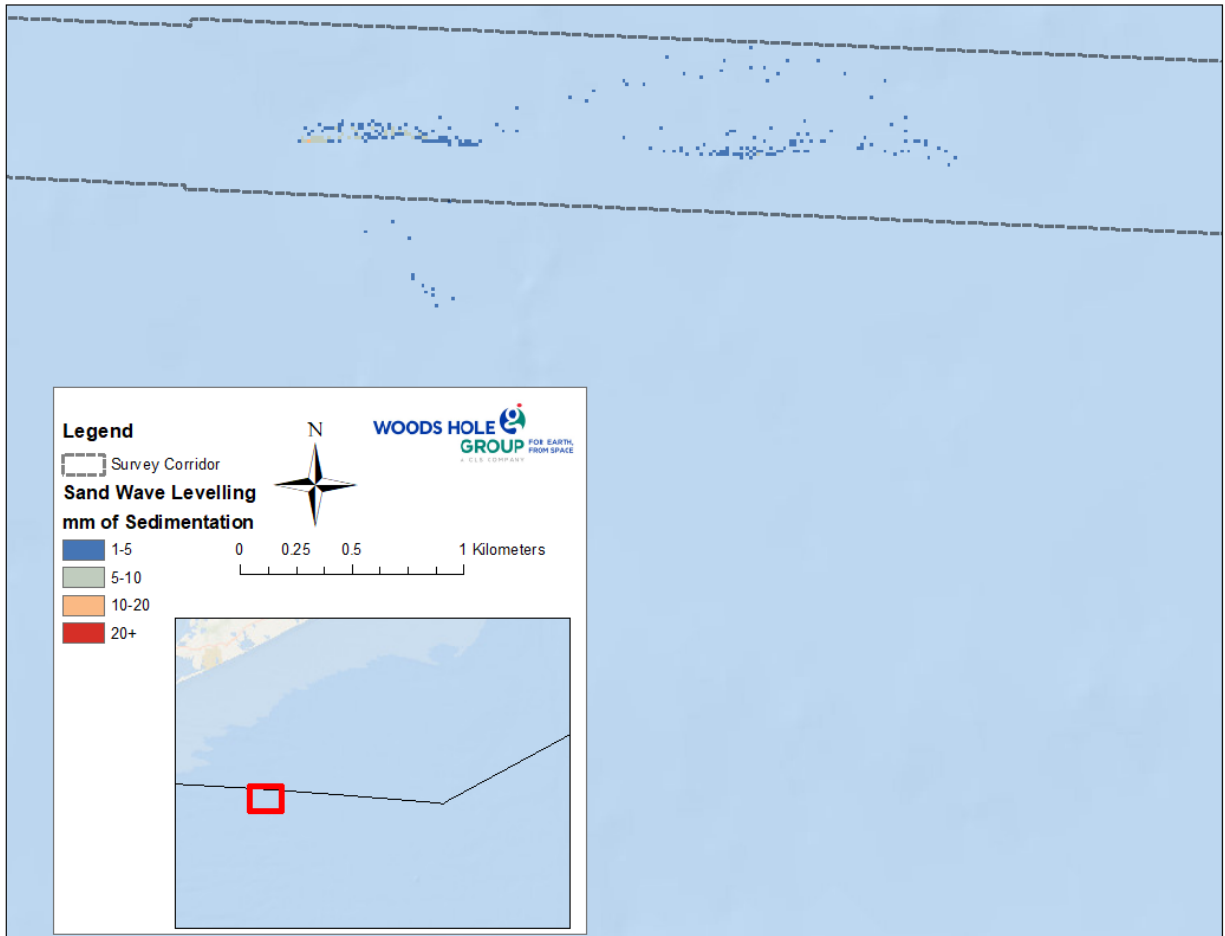 Legend
Survey Corridor
Sand Wave Levelling
mm of Sedimentation
1-5
5-10
10-20
20+
N
WOODS HOLE
GROUP
FOR EARTH,
FROM SPACE
A CLS COMPANY
0 0.25 0.5 1 Kilometers